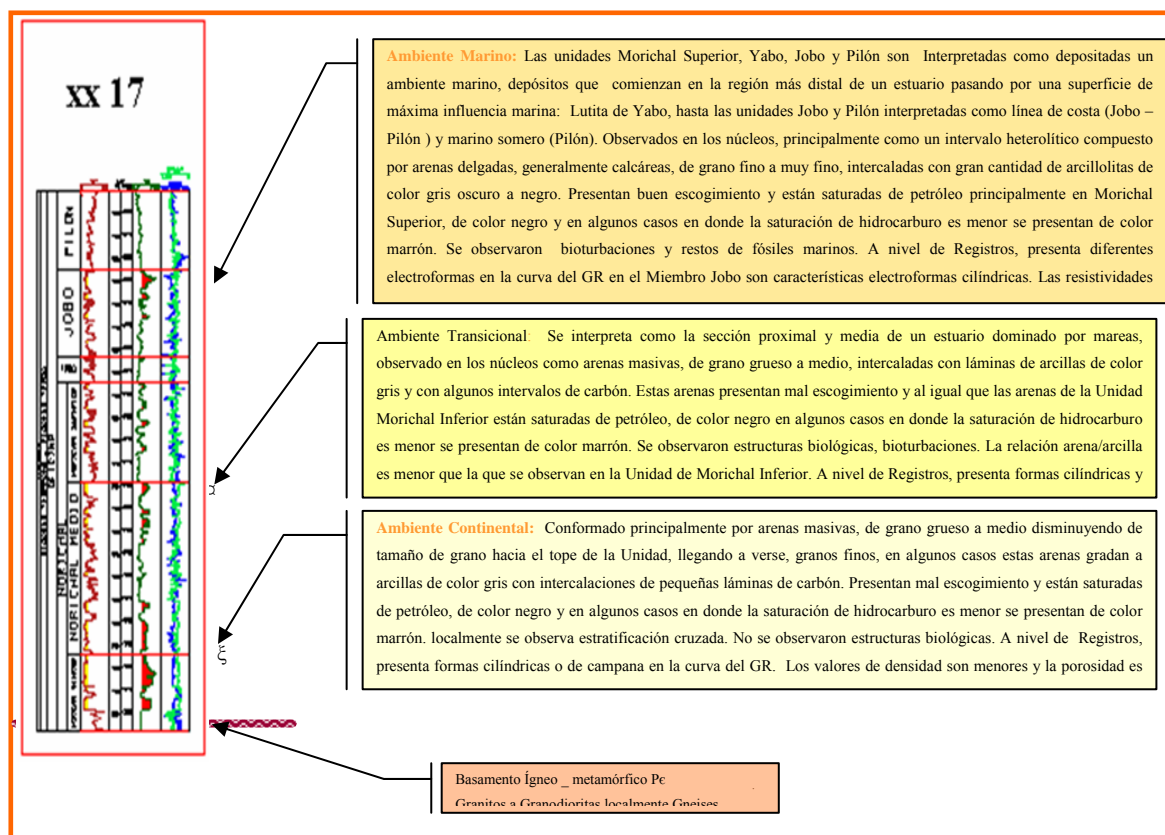 xx 17
PILON
JOBO
MORICHAL
MORICHAL MEDIO
Ambiente Marino: Las unidades Morichal Superior, Yabo, Jobo y Pilón son Interpretadas como depositadas un
ambiente marino, depósitos que comienzan en la región más distal de un estuario pasando por una superficie de
máxima influencia marina: Lutita de Yabo, hasta las unidades Jobo y Pilón interpretadas como línea de costa (Jobo –
Pilón ) y marino somero (Pilón). Observados en los núcleos, principalmente como un intervalo heterolítico compuesto
por arenas delgadas, generalmente calcáreas, de grano fino a muy fino, intercaladas con gran cantidad de arcillolitas de
color gris oscuro a negro. Presentan buen escogimiento y están saturadas de petróleo principalmente en Morichal
Superior, de color negro y en algunos casos en donde la saturación de hidrocarburo es menor se presentan de color
marrón. Se observaron bioturbaciones y restos de fósiles marinos. A nivel de Registros, presenta diferentes
electroformas en la curva del GR en el Miembro Jobo son características electroformas cilíndricas. Las resistividades
Ambiente Transicional: Se interpreta como la sección proximal y media de un estuario dominado por mareas,
observado en los núcleos como arenas masivas, de grano grueso a medio, intercaladas con láminas de arcillas de color
gris y con algunos intervalos de carbón. Estas arenas presentan mal escogimiento y al igual que las arenas de la Unidad
Morichal Inferior están saturadas de petróleo, de color negro en algunos casos en donde la saturación de hidrocarburo
es menor se presentan de color marrón. Se observaron estructuras biológicas, bioturbaciones. La relación arena/arcilla
es menor que la que se observan en la Unidad de Morichal Inferior. A nivel de Registros, presenta formas cilíndricas y
Ambiente Continental: Conformado principalmente por arenas masivas, de grano grueso a medio disminuyendo de
tamaño de grano hacia el tope de la Unidad, llegando a verse, granos finos, en algunos casos estas arenas gradan a
arcillas de color gris con intercalaciones de pequeñas láminas de carbón. Presentan mal escogimiento y están saturadas
de petróleo, de color negro y en algunos casos en donde la saturación de hidrocarburo es menor se presentan de color
marrón. localmente se observa estratificación cruzada. No se observaron estructuras biológicas. A nivel de Registros,
presenta formas cilíndricas o de campana en la curva del GR. Los valores de densidad son menores y la porosidad es
ξ
Basamento Ígneo _ metamórfico Pє
Granitos a Granodioritas localmente Gneises